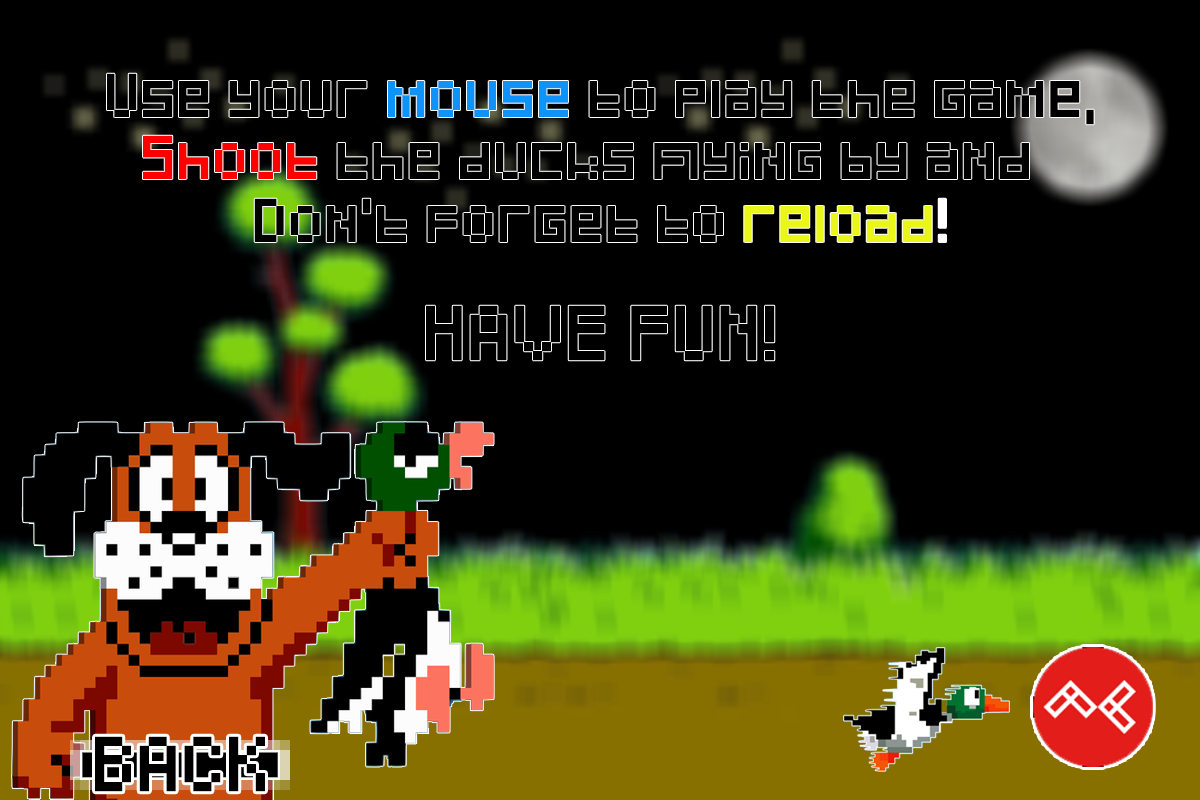 Use your mouse to play the game,
Shoot the ducks flying by and
Don't forget to reload!
HAVE FUN!
BACK